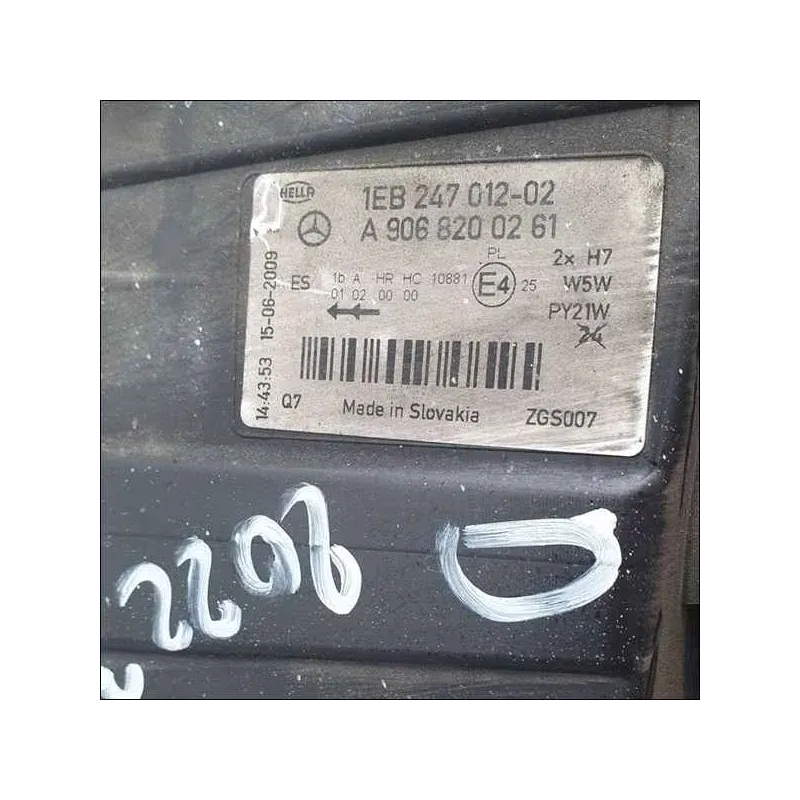 HELLA
1EB 247 012-02
A 906 820 02 61
PL
2x H7
ES 1b A HR HC 10881 E4 25 W5W
01 02 00 00
PY21W
24
14:43:53 15-06-2009
Q7 Made in Slovakia ZGS007
D